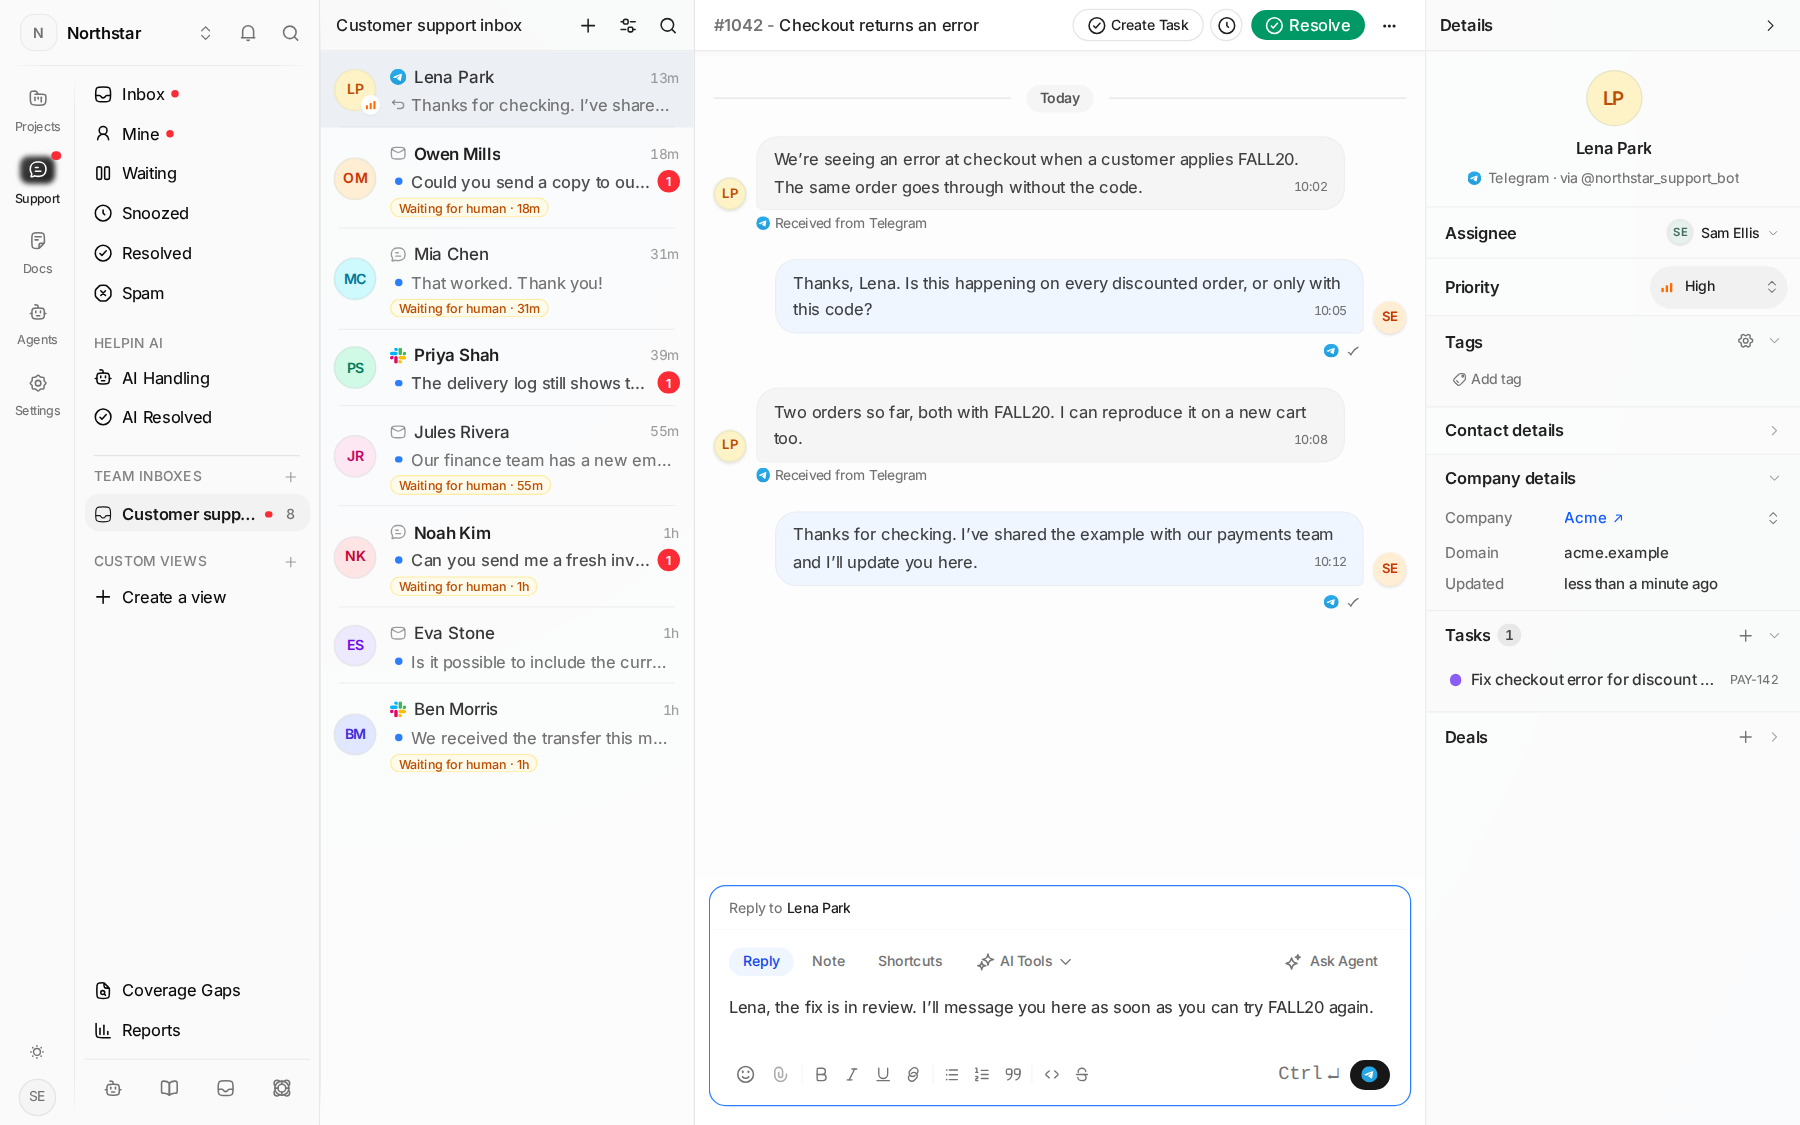 N Northstar
Projects
Support
Docs
Agents
Settings
SE
Inbox
Mine
Waiting
Snoozed
Resolved
Spam
HELPIN AI
AI Handling
AI Resolved
TEAM INBOXES
Customer supp... 8
CUSTOM VIEWS
Create a view
Coverage Gaps
Reports
Customer support inbox
LP Lena Park 13m
Thanks for checking. I’ve share...
OM Owen Mills 18m
Could you send a copy to ou... 1
Waiting for human · 18m
MC Mia Chen 31m
That worked. Thank you!
Waiting for human · 31m
PS Priya Shah 39m
The delivery log still shows t... 1
JR Jules Rivera 55m
Our finance team has a new em...
Waiting for human · 55m
NK Noah Kim 1h
Can you send me a fresh inv... 1
Waiting for human · 1h
ES Eva Stone 1h
Is it possible to include the curr...
BM Ben Morris 1h
We received the transfer this m...
Waiting for human · 1h
#1042 - Checkout returns an error
Create Task
Resolve
Today
We’re seeing an error at checkout when a customer applies FALL20.
The same order goes through without the code. 10:02
LP
Received from Telegram
Thanks, Lena. Is this happening on every discounted order, or only with
this code? 10:05
SE
Two orders so far, both with FALL20. I can reproduce it on a new cart
too. 10:08
LP
Received from Telegram
Thanks for checking. I’ve shared the example with our payments team
and I’ll update you here. 10:12
SE
Reply to Lena Park
Reply Note Shortcuts AI Tools Ask Agent
Lena, the fix is in review. I’ll message you here as soon as you can try FALL20 again.
Ctrl
Details
LP
Lena Park
Telegram · via @northstar_support_bot
Assignee SE Sam Ellis
Priority High
Tags
Add tag
Contact details
Company details
Company Acme
Domain acme.example
Updated less than a minute ago
Tasks 1
Fix checkout error for discount ... PAY-142
Deals